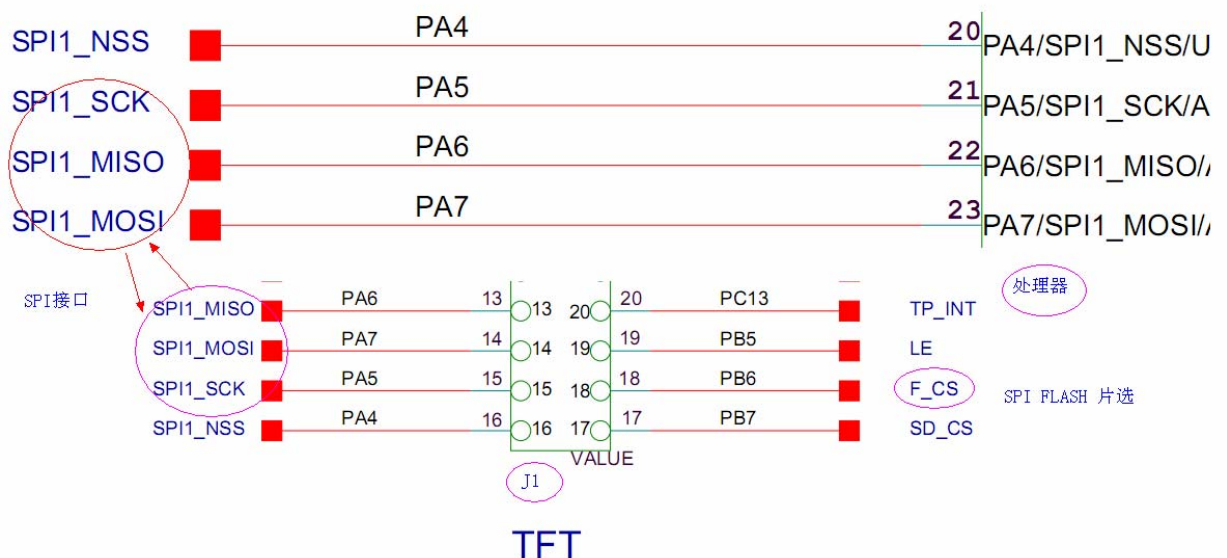 SPI1_NSS PA4 20 PA4/SPI1_NSS/U
SPI1_SCK PA5 21 PA5/SPI1_SCK/A
SPI1_MISO PA6 22 PA6/SPI1_MISO/
SPI1_MOSI PA7 23 PA7/SPI1_MOSI/
SPI接口
处理器
SPI1_MISO PA6 13 13 20 20 PC13 TP_INT
SPI1_MOSI PA7 14 14 19 19 PB5 LE
SPI1_SCK PA5 15 15 18 18 PB6 F_CS SPI FLASH 片选
SPI1_NSS PA4 16 16 17 17 PB7 SD_CS
VALUE
J1
TFT